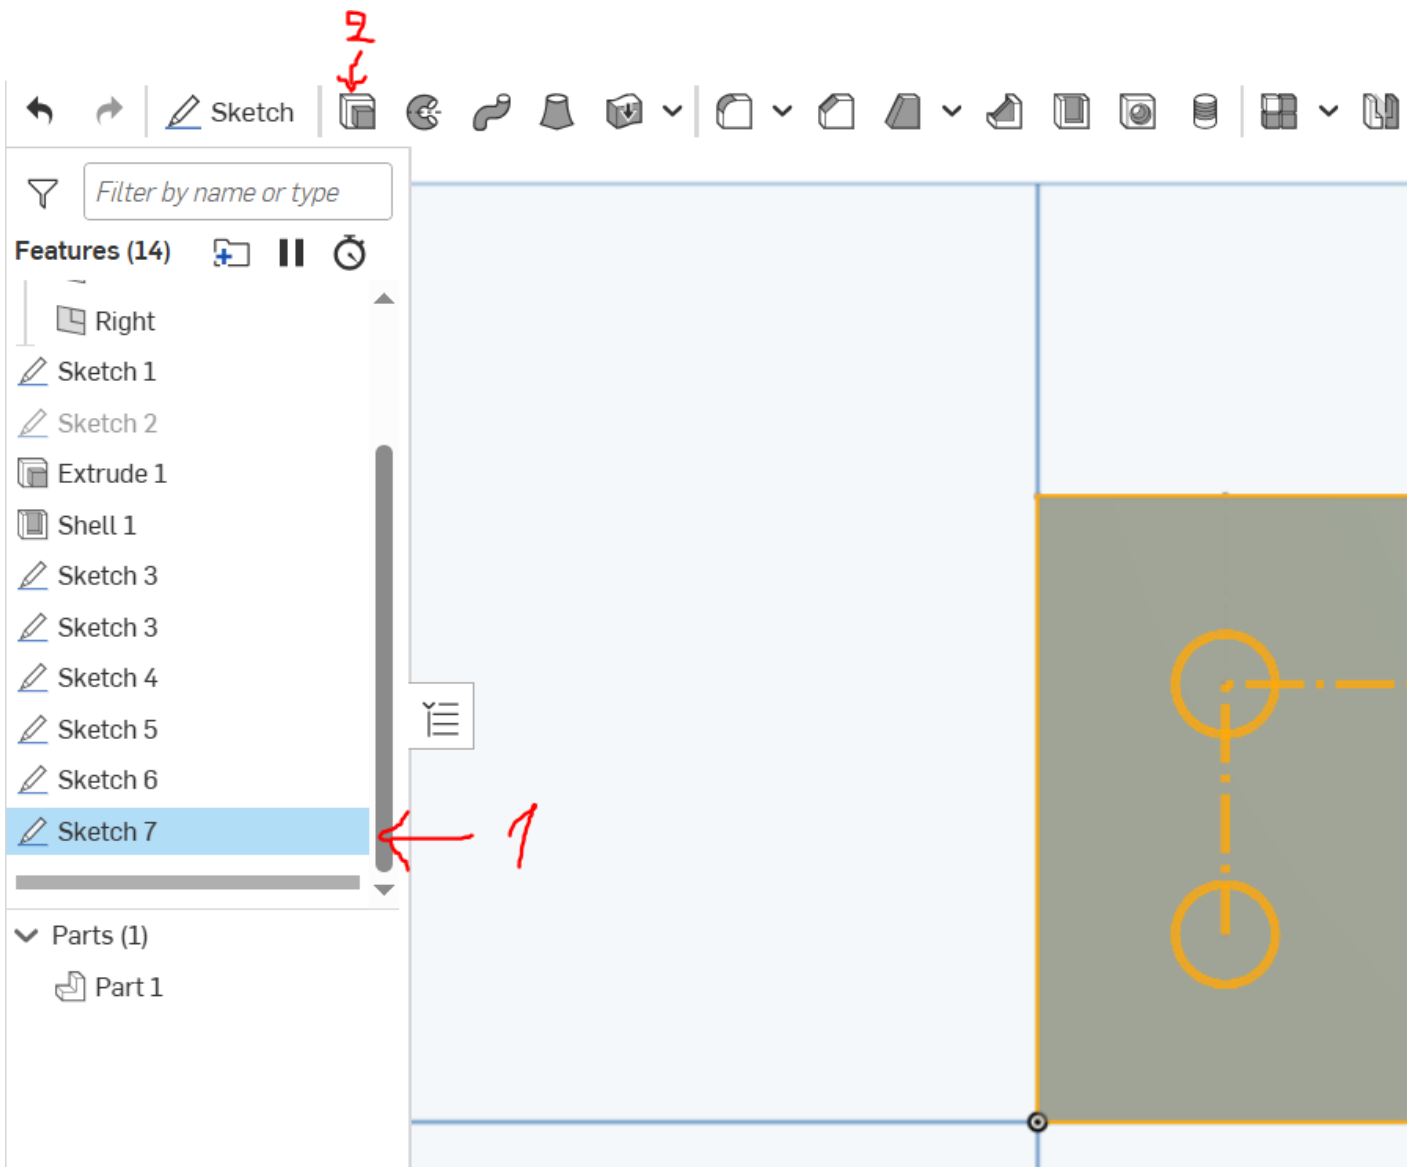 2
Sketch
Filter by name or type
Features (14)
Right
Sketch 1
Sketch 2
Extrude 1
Shell 1
Sketch 3
Sketch 3
Sketch 4
Sketch 5
Sketch 6
Sketch 7
1
Parts (1)
Part 1